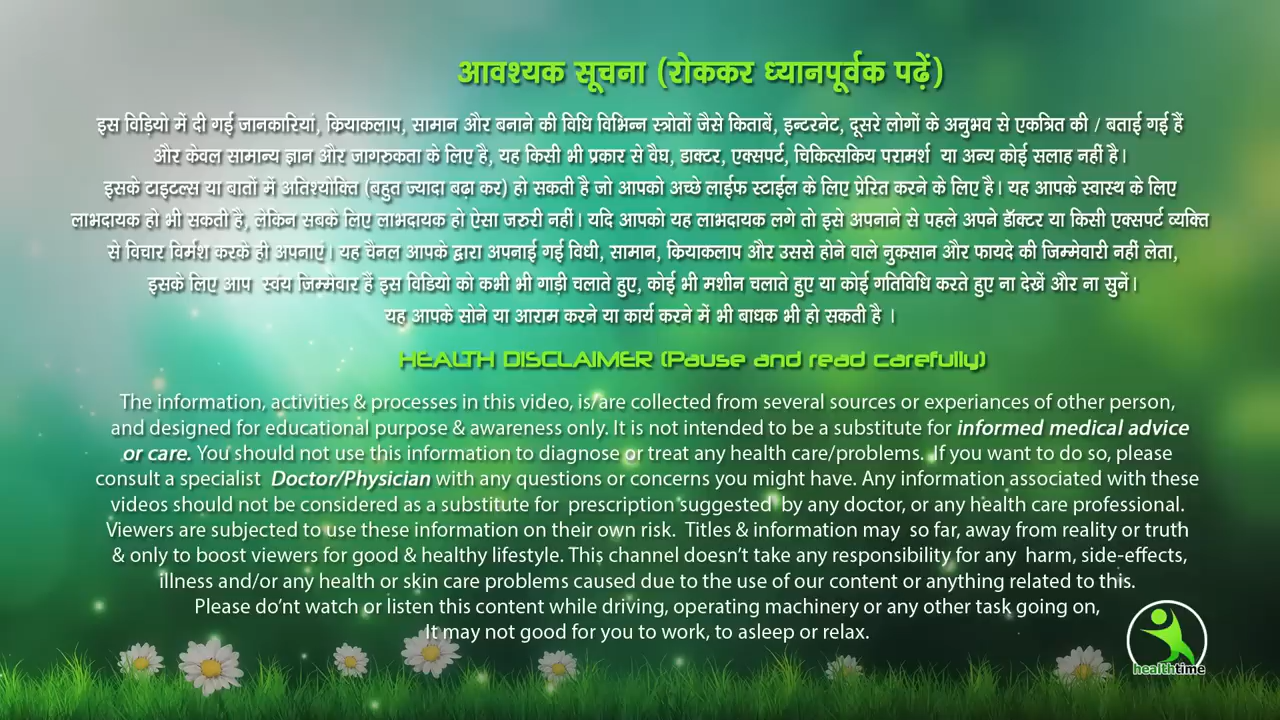 आवश्यक सूचना (रोककर ध्यानपूर्वक पढ़ें)
इस विड़ियो में दी गई जानकारियां, क्रियाकलाप, सामान और बनाने की विधि विभिन्न स्त्रोतों जैसे किताबें, इन्टरनेट, दूसरे लोगों के अनुभव से एकत्रित की / बताई गई हैं
और केवल सामान्य ज्ञान और जागरुकता के लिए है, यह किसी भी प्रकार से वैघ, डाक्टर, एक्सपर्ट, चिकित्सकिय परामर्श या अन्य कोई सलाह नहीं है।
इसके टाइटल्स या बातों में अतिश्योक्ति (बहुत ज्यादा बढ़ा कर) हो सकती है जो आपको अच्छे लाईफ स्टाईल के लिए प्रेरित करने के लिए है। यह आपके स्वास्थ के लिए
लाभदायक हो भी सकती है, लेकिन सबके लिए लाभदायक हो ऐसा जरुरी नहीं। यदि आपको यह लाभदायक लगे तो इसे अपनाने से पहले अपने डॉक्टर या किसी एक्सपर्ट व्यक्ति
से विचार विर्मश करके ही अपनाएं। यह चैनल आपके द्वारा अपनाई गई विधी, सामान, क्रियाकलाप और उससे होने वाले नुकसान और फायदे की जिम्मेवारी नहीं लेता,
इसके लिए आप स्वंय जिम्मेवार हैं इस विडियो को कभी भी गाड़ी चलाते हुए, कोई भी मशीन चलाते हुए या कोई गतिविधि करते हुए ना देखें और ना सुनें।
यह आपके सोने या आराम करने या कार्य करने में भी बाधक भी हो सकती है ।
HEALTH DISCLAIMER (Pause and read carefully)
The information, activities & processes in this video, is/are collected from several sources or experiances of other person,
and designed for educational purpose & awareness only. It is not intended to be a substitute for informed medical advice
or care. You should not use this information to diagnose or treat any health care/problems. If you want to do so, please
consult a specialist Doctor/Physician with any questions or concerns you might have. Any information associated with these
videos should not be considered as a substitute for prescription suggested by any doctor, or any health care professional.
Viewers are subjected to use these information on their own risk. Titles & information may so far, away from reality or truth
& only to boost viewers for good & healthy lifestyle. This channel doesn't take any responsibility for any harm, side-effects,
illness and/or any health or skin care problems caused due to the use of our content or anything related to this.
Please do'nt watch or listen this content while driving, operating machinery or any other task going on,
It may not good for you to work, to asleep or relax.
healthtime